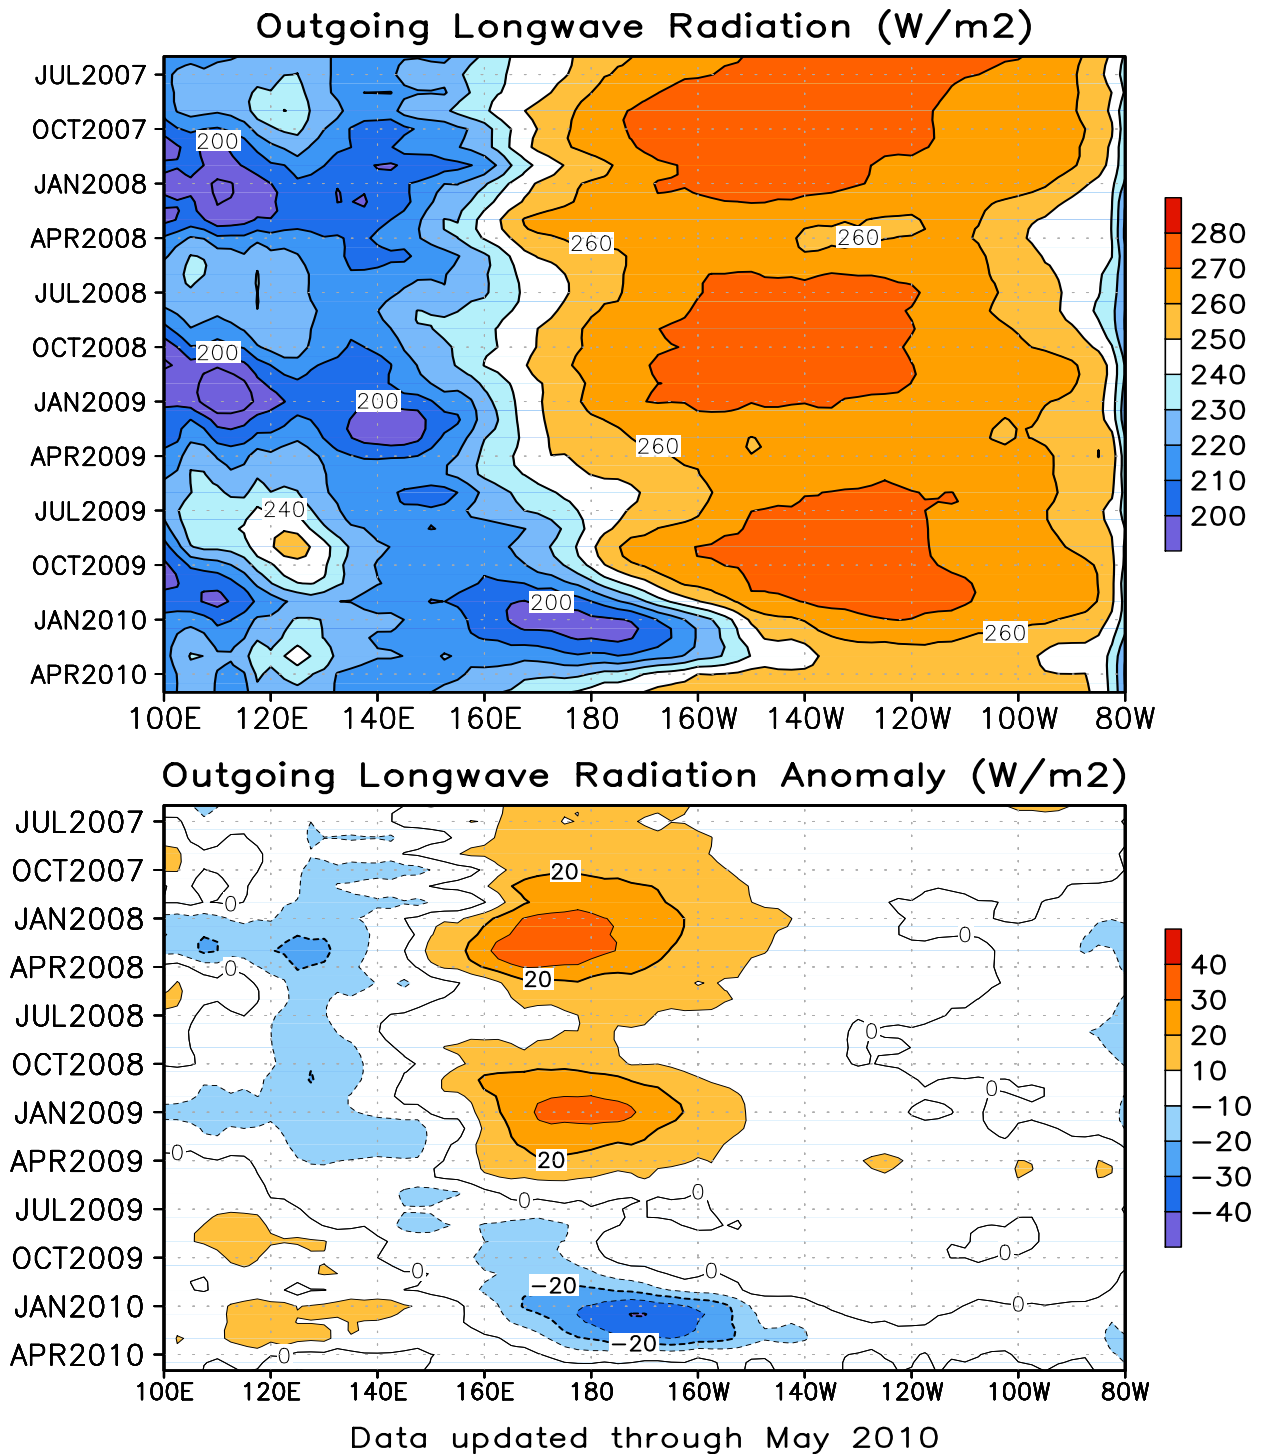 Outgoing Longwave Radiation (W/m2)
JUL2007
OCT2007
200
JAN2008
APR2008
260
260
JUL2008
280
270
260
250
240
230
220
210
200
OCT2008
200
JAN2009
200
APR2009
260
JUL2009
240
OCT2009
JAN2010
200
260
APR2010
100E 120E 140E 160E 180 160W 140W 120W 100W 80W
Outgoing Longwave Radiation Anomaly (W/m2)
JUL2007
OCT2007
20
0
JAN2008
0
APR2008
0
20
JUL2008
0
40
30
20
10
-10
-20
-30
-40
OCT2008
0
JAN2009
APR2009
0
20
0
0
JUL2009
OCT2009
0
0
0
-20
JAN2010
0
-20
APR2010
0
100E 120E 140E 160E 180 160W 140W 120W 100W 80W
Data updated through May 2010